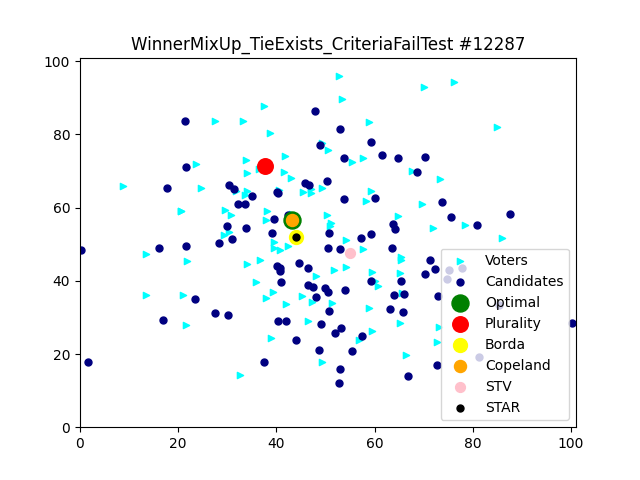 WinnerMixUp_TieExists_CriteriaFailTest #12287
100
80
60
40
20
0
0
20
40
60
80
100
Voters
Candidates
Optimal
Plurality
Borda
Copeland
STV
STAR